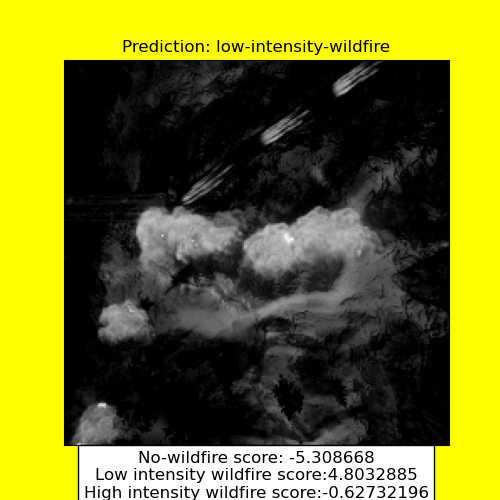 Prediction: low-intensity-wildfire
No-wildfire score: -5.308668
Low intensity wildfire score:4.8032885
High intensity wildfire score:-0.62732196